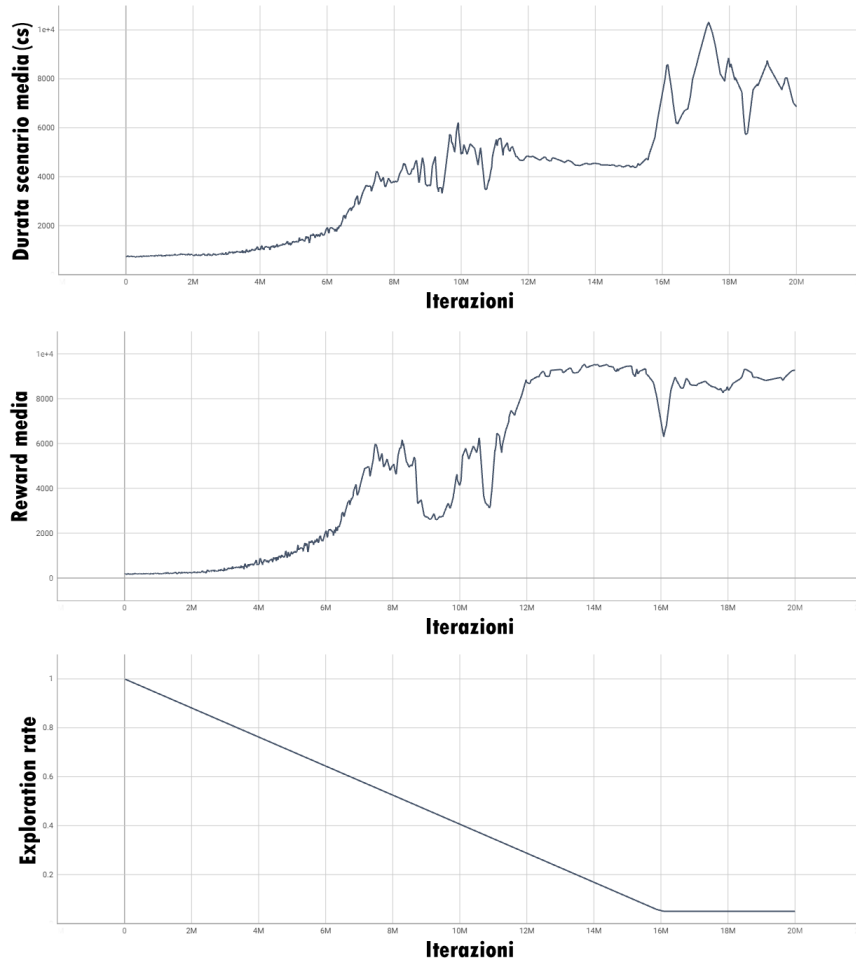 Durata scenario media (cs)
1e+4
8000
6000
4000
2000
0 2M 4M 6M 8M 10M 12M 14M 16M 18M 20M
Iterazioni
Reward media
1e+4
8000
6000
4000
2000
0
0 2M 4M 6M 8M 10M 12M 14M 16M 18M 20M
Iterazioni
Exploration rate
1
0.8
0.6
0.4
0.2
0 2M 4M 6M 8M 10M 12M 14M 16M 18M 20M
Iterazioni